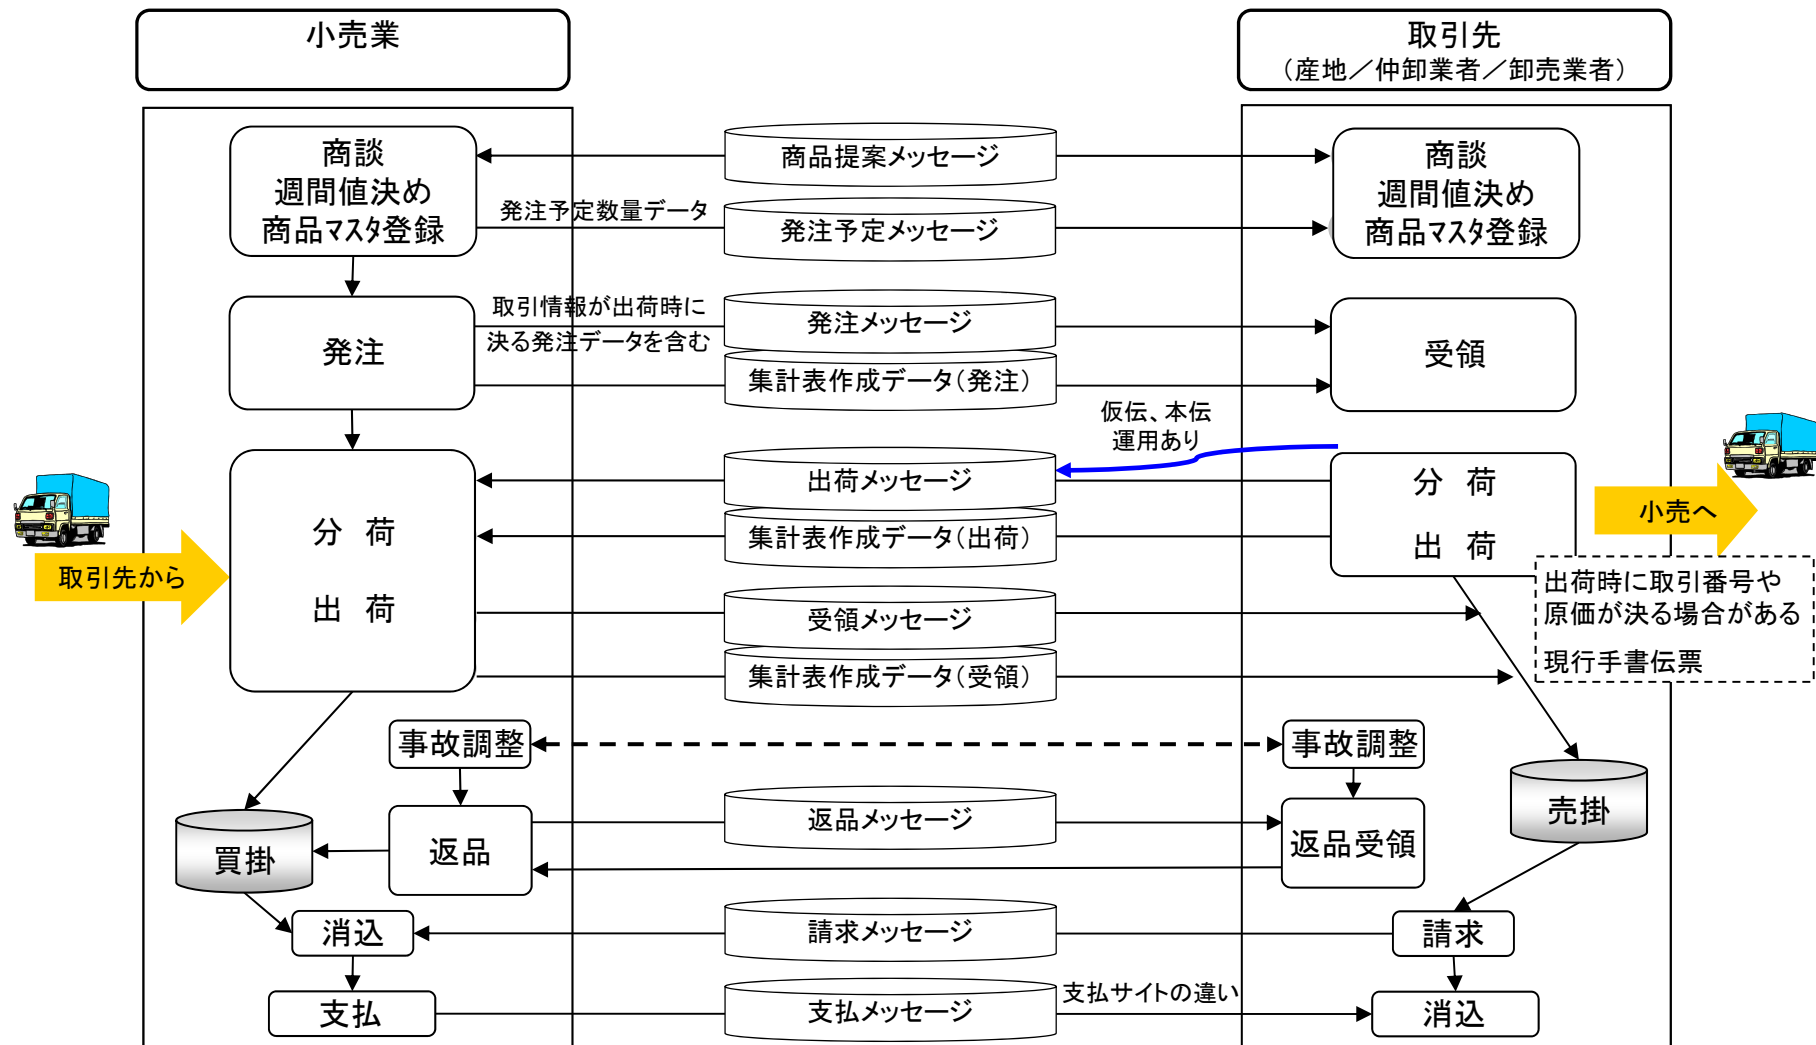 小売業
取引先
（産地／仲卸業者／卸売業者）
商談
週間値決め
商品マスタ登録
商品提案メッセージ
発注予定数量データ
発注予定メッセージ
商談
週間値決め
商品マスタ登録
発注
取引情報が出荷時に
決る発注データを含む
発注メッセージ
集計表作成データ（発注）
受領
仮伝、本伝
運用あり
取引先から
分　荷
出　荷
出荷メッセージ
集計表作成データ（出荷）
受領メッセージ
集計表作成データ（受領）
分　荷
出　荷
小売へ
出荷時に取引番号や
原価が決る場合がある
現行手書伝票
事故調整
事故調整
返品
返品メッセージ
返品受領
買掛
売掛
消込
請求メッセージ
請求
支払
支払メッセージ
支払サイトの違い
消込